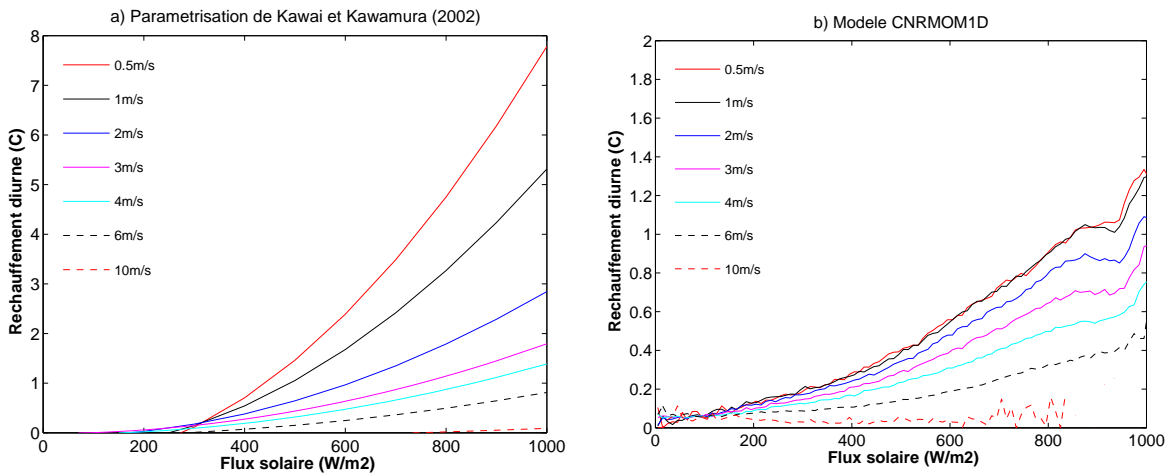 a) Parametrisation de Kawai et Kawamura (2002)
Rechauffement diurne (C)
8
7
6
5
4
3
2
1
0
0.5m/s
1m/s
2m/s
3m/s
4m/s
6m/s
10m/s
0 200 400 600 800 1000
Flux solaire (W/m2)
b) Modele CNRMOM1D
Rechauffement diurne (C)
2
1.8
1.6
1.4
1.2
1
0.8
0.6
0.4
0.2
0
0.5m/s
1m/s
2m/s
3m/s
4m/s
6m/s
10m/s
0 200 400 600 800 1000
Flux solaire (W/m2)